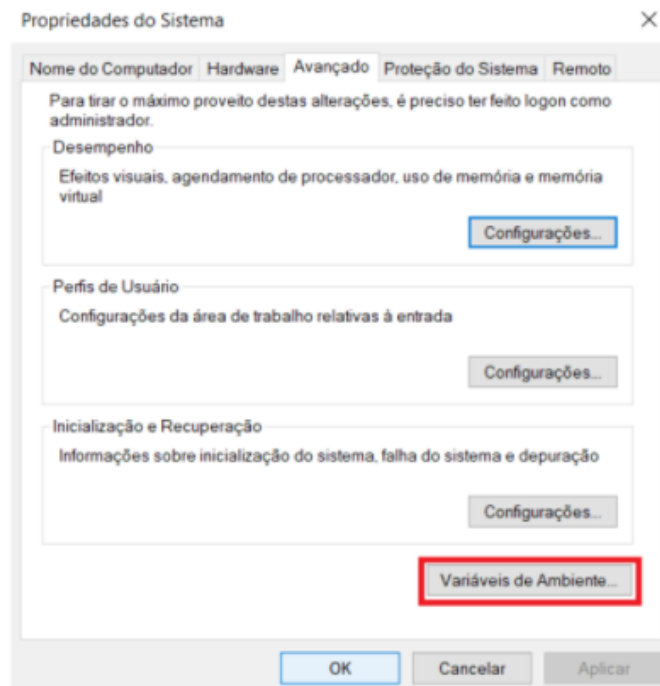 Propriedades do Sistema
Nome do Computador Hardware Avançado Proteção do Sistema Remoto
Para tirar o máximo proveito destas alterações, é preciso ter feito logon como
administrador.
Desempenho
Efeitos visuais, agendamento de processador, uso de memória e memória
virtual
Configurações...
Perfis de Usuário
Configurações da área de trabalho relativas à entrada
Configurações...
Inicialização e Recuperação
Informações sobre inicialização do sistema, falha do sistema e depuração
Configurações...
Variáveis de Ambiente...
OK Cancelar Aplicar